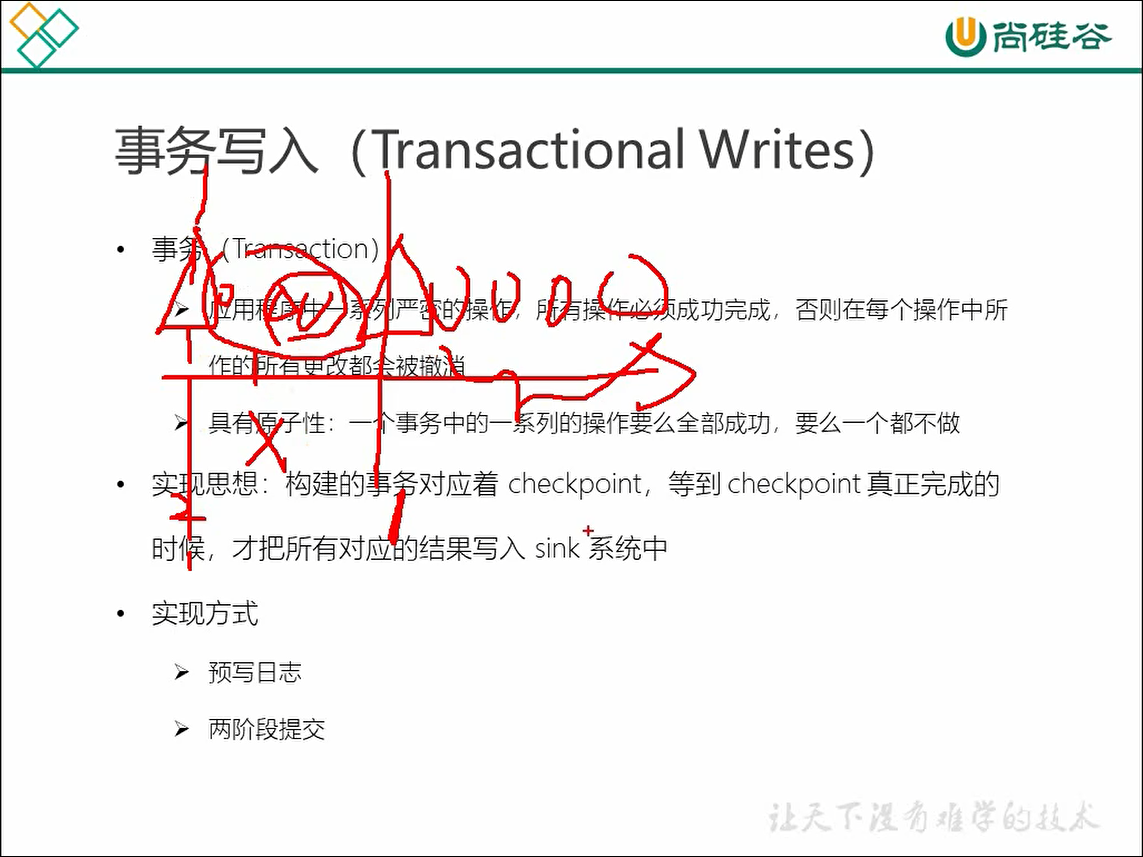 尚硅谷
事务写入（Transactional Writes）
• 事务（Transaction）
➢ 应用程序中一系列严密的操作，所有操作必须成功完成，否则在每个操作中所
作的所有更改都会被撤消
➢ 具有原子性：一个事务中的一系列的操作要么全部成功，要么一个都不做
• 实现思想：构建的事务对应着 checkpoint，等到 checkpoint 真正完成的
时候，才把所有对应的结果写入 sink 系统中
2
1
• 实现方式
➢ 预写日志
➢ 两阶段提交
让天下没有难学的技术